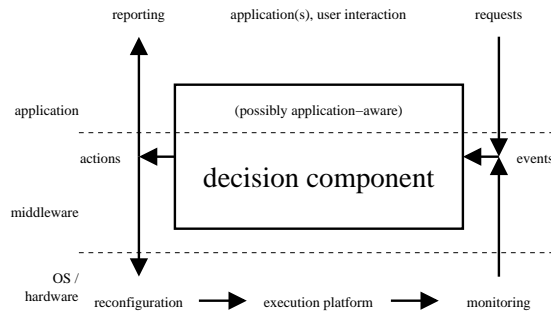 reporting application(s), user interaction requests
application (possibly application−aware)
actions events
decision component
middleware
OS /
hardware
reconfiguration execution platform monitoring